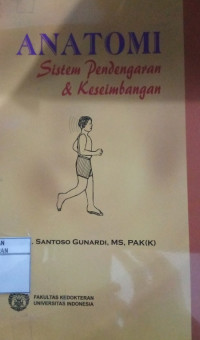 ANATOMI
Sistem Pendengaran
& Keseimbangan
. SANTOSO GUNARDI, MS, PAK(K)
FAKULTAS KEDOKTERAN
UNIVERSITAS INDONESIA